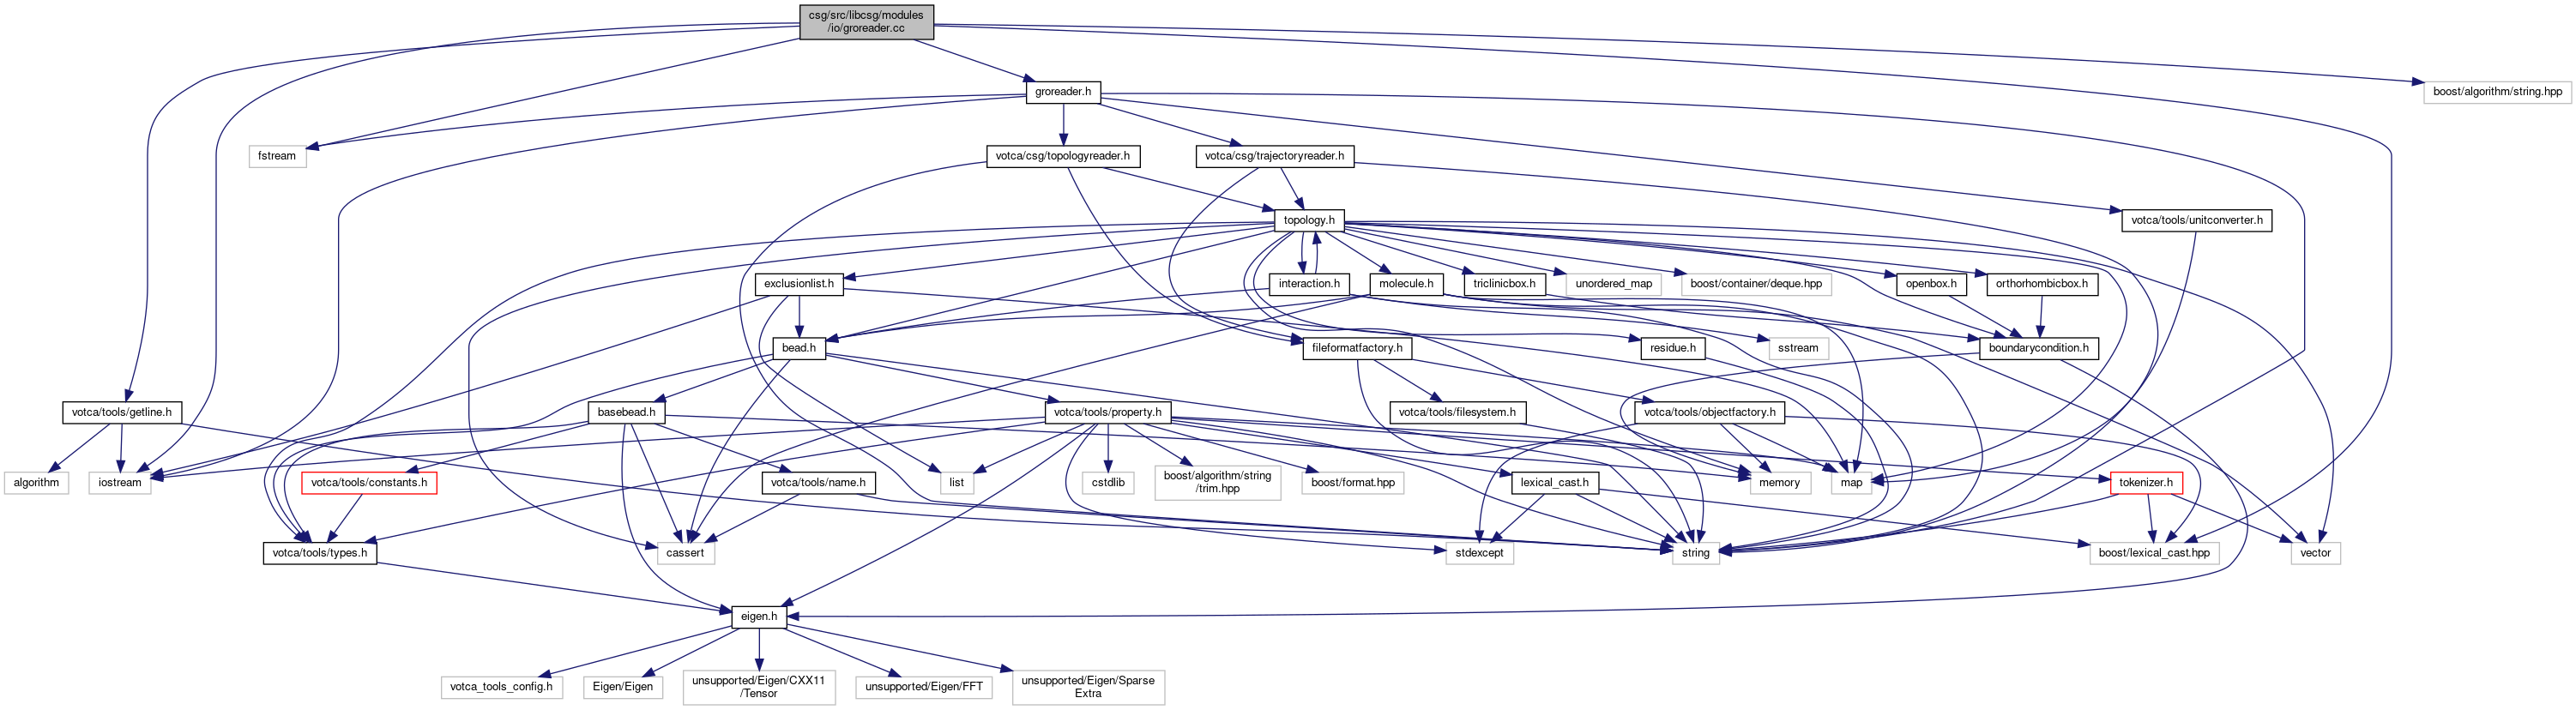 csg/src/libcsg/modules
/io/groreader.cc
groreader.h
boost/algorithm/string.hpp
fstream
votca/csg/topologyreader.h
votca/csg/trajectoryreader.h
topology.h
votca/tools/unitconverter.h
exclusionlist.h
interaction.h
molecule.h
triclinicbox.h
unordered_map
boost/container/deque.hpp
openbox.h
orthorhombicbox.h
bead.h
fileformatfactory.h
residue.h
sstream
boundarycondition.h
votca/tools/getline.h
basebead.h
votca/tools/property.h
votca/tools/filesystem.h
votca/tools/objectfactory.h
algorithm
iostream
votca/tools/constants.h
votca/tools/name.h
list
cstdlib
boost/algorithm/string
/trim.hpp
boost/format.hpp
lexical_cast.h
memory
map
tokenizer.h
votca/tools/types.h
cassert
stdexcept
string
boost/lexical_cast.hpp
vector
eigen.h
votca_tools_config.h
Eigen/Eigen
unsupported/Eigen/CXX11
/Tensor
unsupported/Eigen/FFT
unsupported/Eigen/Sparse
Extra